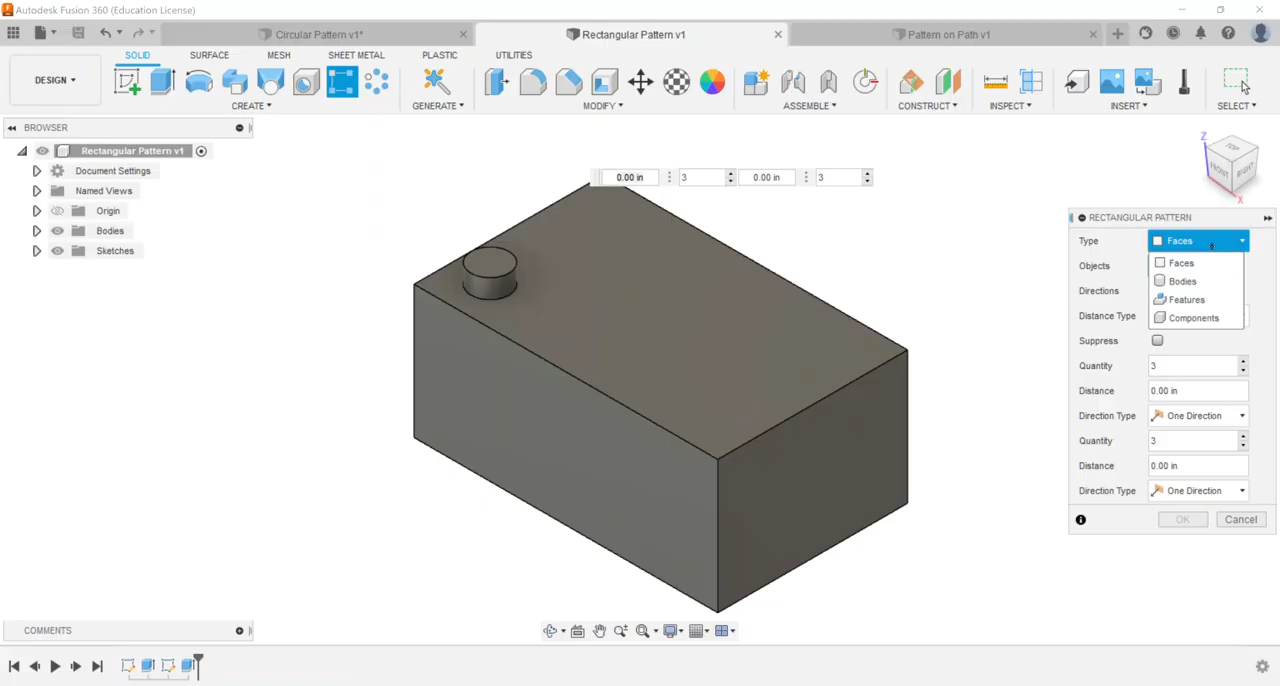 Autodesk Fusion 360 (Education License)
Circular Pattern v1*
Rectangular Pattern v1
Pattern on Path v1
SOLID SURFACE MESH SHEET METAL PLASTIC UTILITIES
DESIGN
CREATE GENERATE MODIFY ASSEMBLE CONSTRUCT INSPECT INSERT SELECT
BROWSER
Rectangular Pattern v1
Document Settings
Named Views
Origin
Bodies
Sketches
0.00 in 3 0.00 in 3
TOP
FRONT
RIGHT
Z
X
RECTANGULAR PATTERN
Type Faces
Objects
Faces
Bodies
Features
Components
Directions
Distance Type
Suppress
Quantity 3
Distance 0.00 in
Direction Type One Direction
Quantity 3
Distance 0.00 in
Direction Type One Direction
OK Cancel
COMMENTS